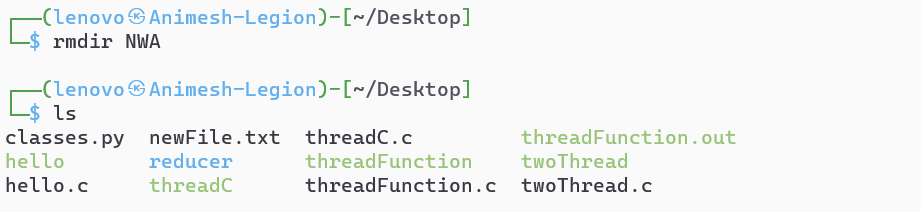 ┌──(lenovo㉿Animesh-Legion)-[~/Desktop]
└─$ rmdir NWA
┌──(lenovo㉿Animesh-Legion)-[~/Desktop]
└─$ ls
classes.py  newFile.txt  threadC.c         threadFunction.out
hello       reducer      threadFunction    twoThread
hello.c     threadC      threadFunction.c  twoThread.c